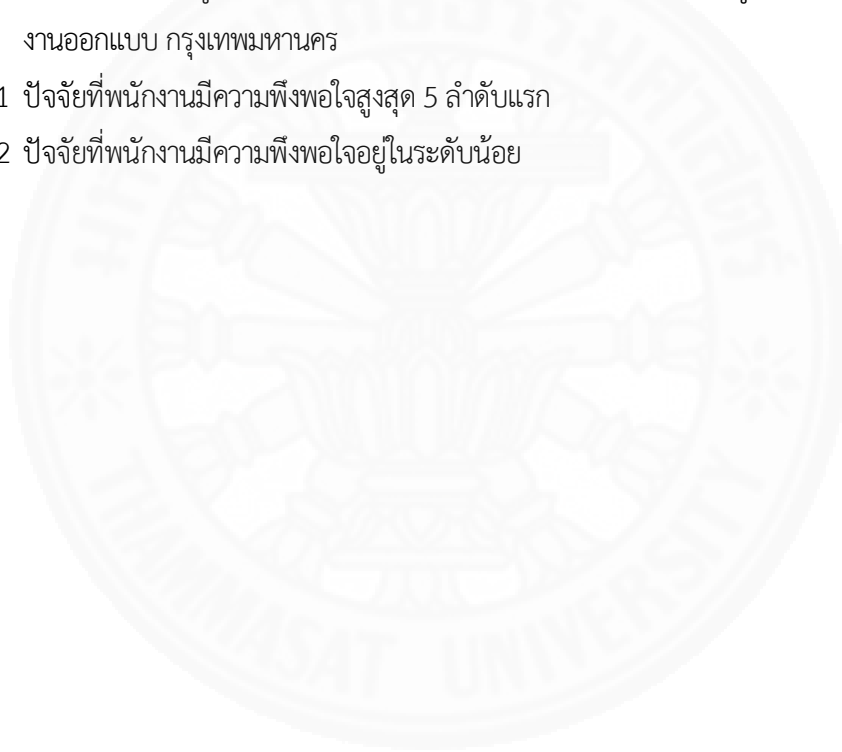 งานออกแบบ กรุงเทพมหานคร
1 ปัจจัยที่พนักงานมีความพึงพอใจสูงสุด 5 ลำดับแรก
2 ปัจจัยที่พนักงานมีความพึงพอใจอยู่ในระดับน้อย
THAMMASAT UNIVERSITY